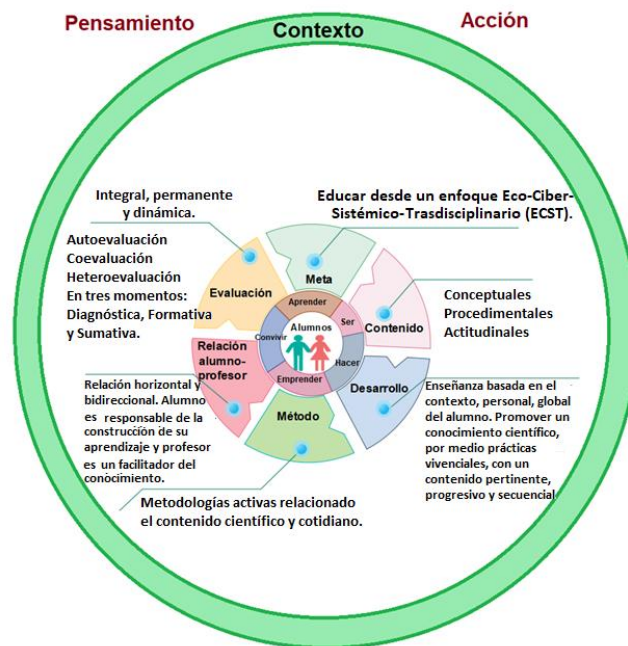 Pensamiento
Acción
Contexto
Integral, permanente
y dinámica.
Autoevaluación
Coevaluación
Heteroevaluación
En tres momentos:
Diagnóstica, Formativa
y Sumativa.
Educar desde un enfoque Eco-Ciber-
Sistémico-Trasdisciplinario (ECST).
Meta
Evaluación
Contenido
Conceptuales
Procedimentales
Actitudinales
Aprender
Ser
Convivir
Alumnos
Hacer
Emprender
Relación
alumno-
profesor
Desarrollo
Método
Relación horizontal y
bidireccional. Alumno
es responsable de la
construcción de su
aprendizaje y profesor
es un facilitador del
conocimiento.
Enseñanza basada en el
contexto, personal, global
del alumno. Promover un
conocimiento científico,
por medio prácticas
vivenciales, con un
contenido pertinente,
progresivo y secuencial
Metodologías activas relacionado
el contenido científico y cotidiano.